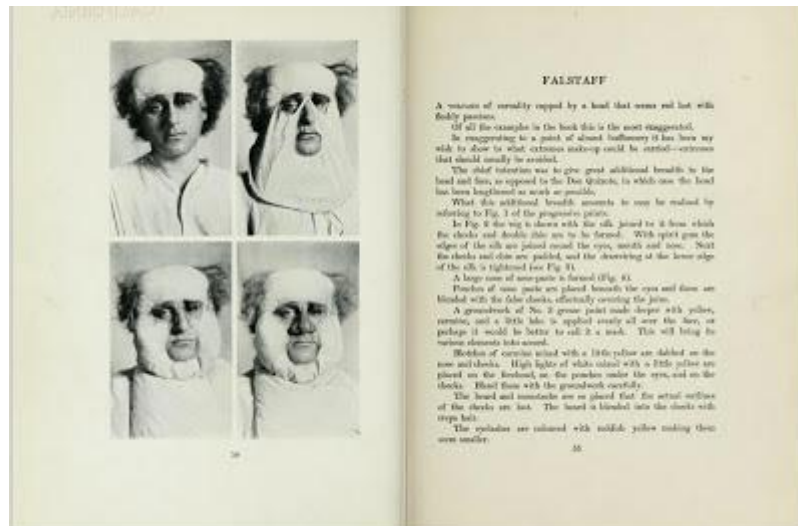 FALSTAFF
A volcano of carnality capped by a head that seems red hot with
fleshly passions.
Of all the examples in the book this is the most exaggerated.
In exaggerating to a point of almost buffoonery it has been my
wish to show to what extremes make-up could be carried—extremes
that should usually be avoided.
The chief intention was to give great additional breadth to the
head and face, as opposed to the Don Quixote, in which case the head
has been lengthened as much as possible.
What this additional breadth amounts to may be realised by
referring to Fig. 1 of the progressive prints.
In Fig. 2 the wig is shown with the silk joined to it from which
the cheeks and double chin are to be formed. With spirit gum the
edges of the silk are joined round the eyes, mouth and nose. Next
the cheeks and chin are padded, and the drawstring at the lower edge
of the silk is tightened (see Fig. 3).
A large nose of nose-paste is formed (Fig. 4).
Pouches of nose paste are placed beneath the eyes and these are
blended with the false cheeks, effectually covering the joins.
A groundwork of No. 3 grease paint made deeper with yellow,
carmine, and a little lake is applied evenly all over the face, or
perhaps it would be better to call it a mask. This will bring its
various elements into accord.
Blotches of carmine mixed with a little yellow are dabbed on the
nose and cheeks. High lights of white mixed with a little yellow are
placed on the forehead, on the pouches under the eyes, and on the
cheeks. Blend them with the groundwork carefully.
The beard and moustache are so placed that the actual outlines
of the cheeks are lost. The beard is blended into the cheeks with
crepe hair.
The eyelashes are coloured with reddish yellow making them
seem smaller.